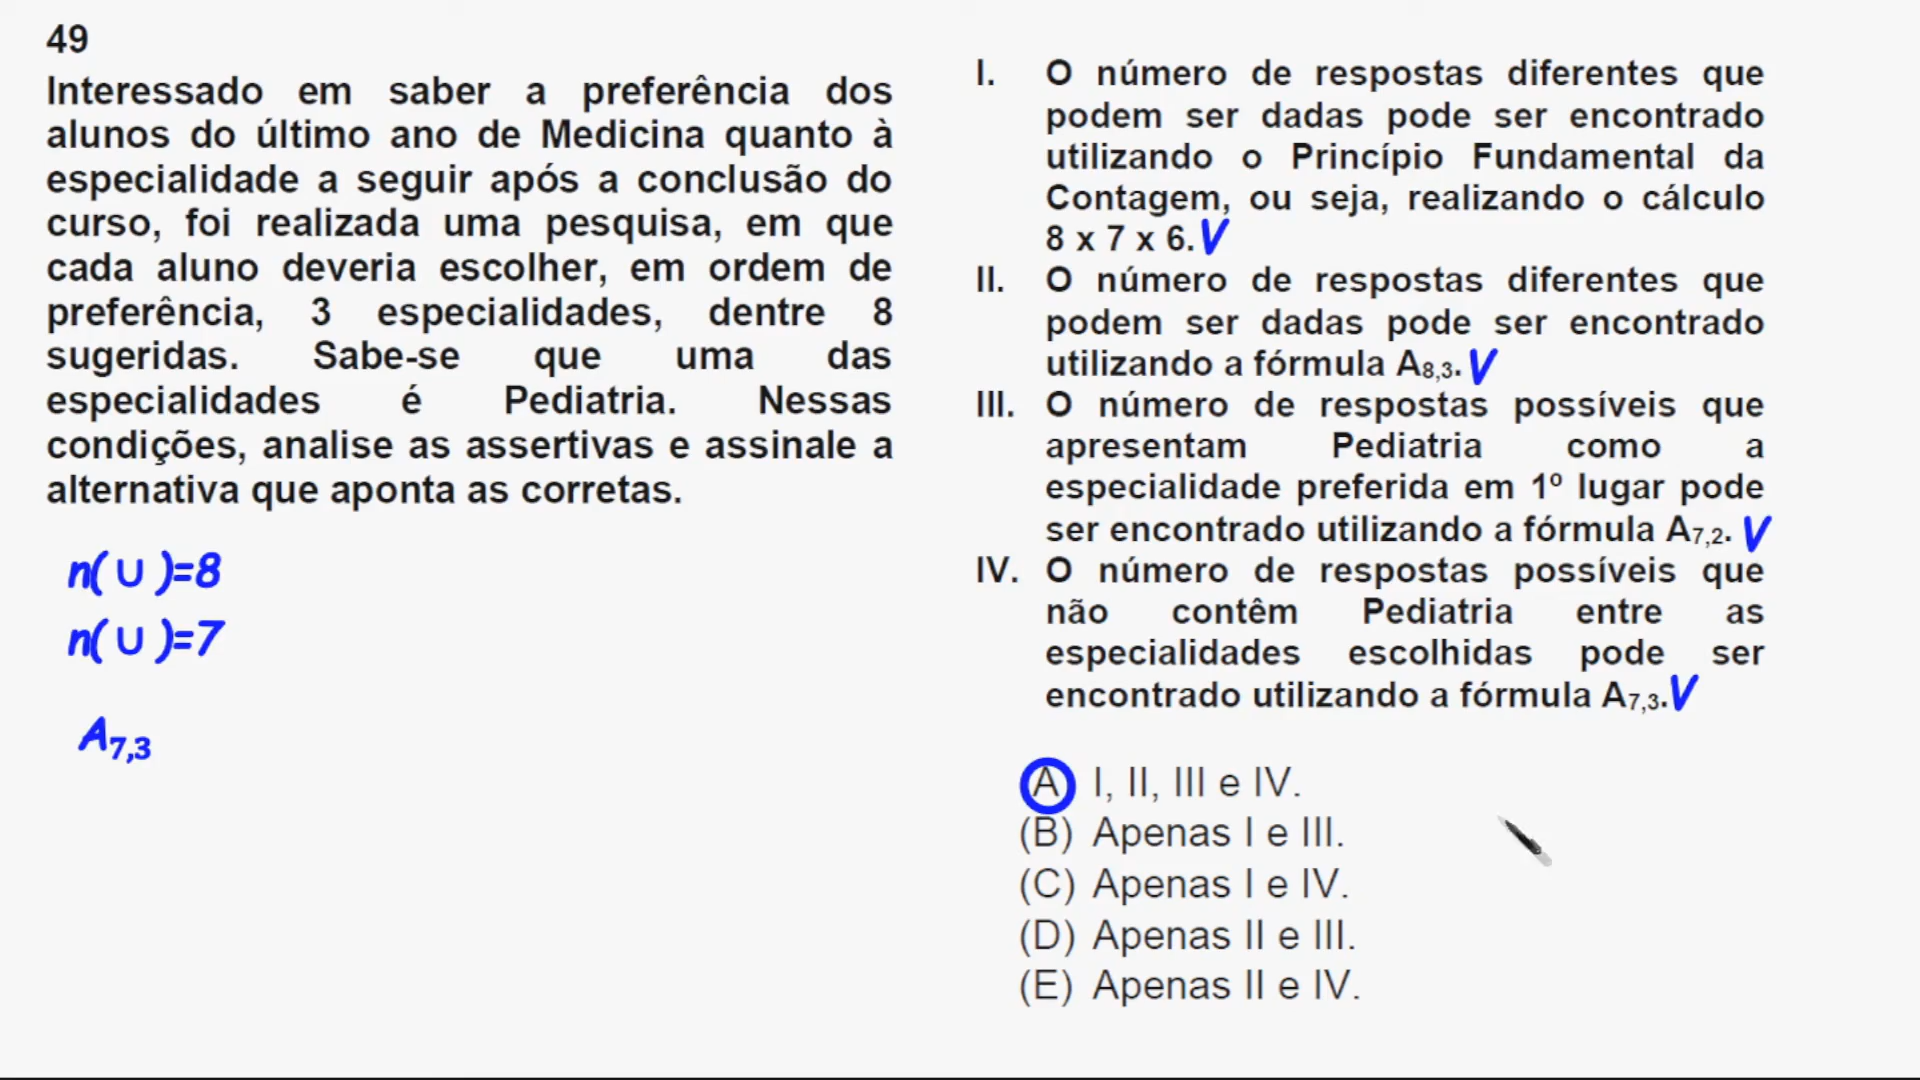 49
Interessado em saber a preferência dos
alunos do último ano de Medicina quanto à
especialidade a seguir após a conclusão do
curso, foi realizada uma pesquisa, em que
cada aluno deveria escolher, em ordem de
preferência, 3 especialidades, dentre 8
sugeridas. Sabe-se que uma das
especialidades é Pediatria. Nessas
condições, analise as assertivas e assinale a
alternativa que aponta as corretas.
n( ∪ )=8
n( ∪ )=7
A7,3
I. O número de respostas diferentes que
podem ser dadas pode ser encontrado
utilizando o Princípio Fundamental da
Contagem, ou seja, realizando o cálculo
8 x 7 x 6. V
II. O número de respostas diferentes que
podem ser dadas pode ser encontrado
utilizando a fórmula A8,3. V
III. O número de respostas possíveis que
apresentam Pediatria como a
especialidade preferida em 1º lugar pode
ser encontrado utilizando a fórmula A7,2. V
IV. O número de respostas possíveis que
não contêm Pediatria entre as
especialidades escolhidas pode ser
encontrado utilizando a fórmula A7,3. V
(A) I, II, III e IV.
(B) Apenas I e III.
(C) Apenas I e IV.
(D) Apenas II e III.
(E) Apenas II e IV.